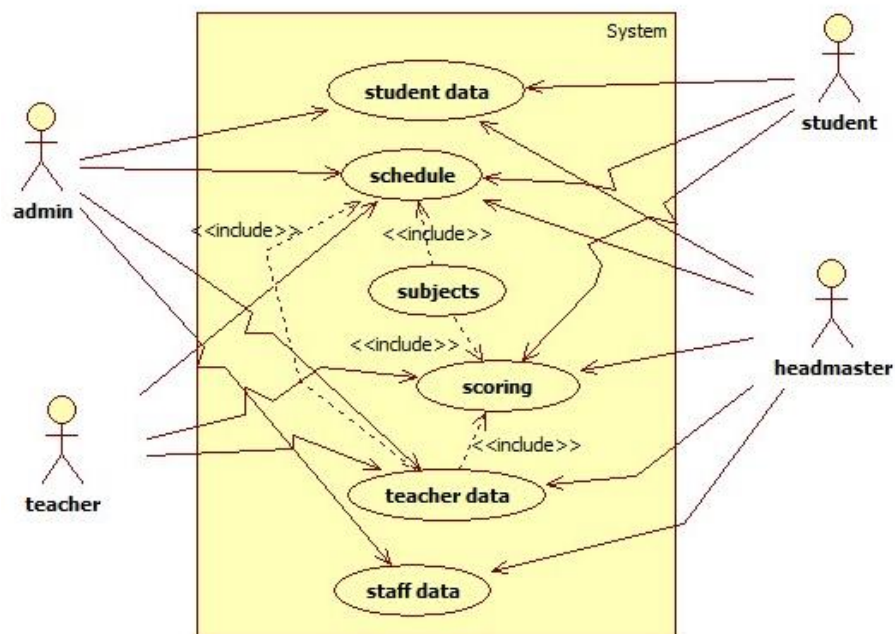 System
student data
student
schedule
admin
<<include>>
<<include>>
subjects
<<include>>
headmaster
scoring
<<include>>
teacher data
teacher
staff data